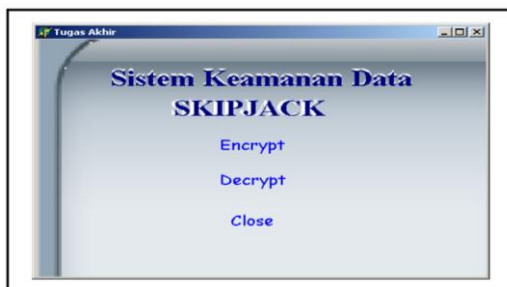 Tugas Akhir
Sistem Keamanan Data
SKIPJACK
Encrypt
Decrypt
Close